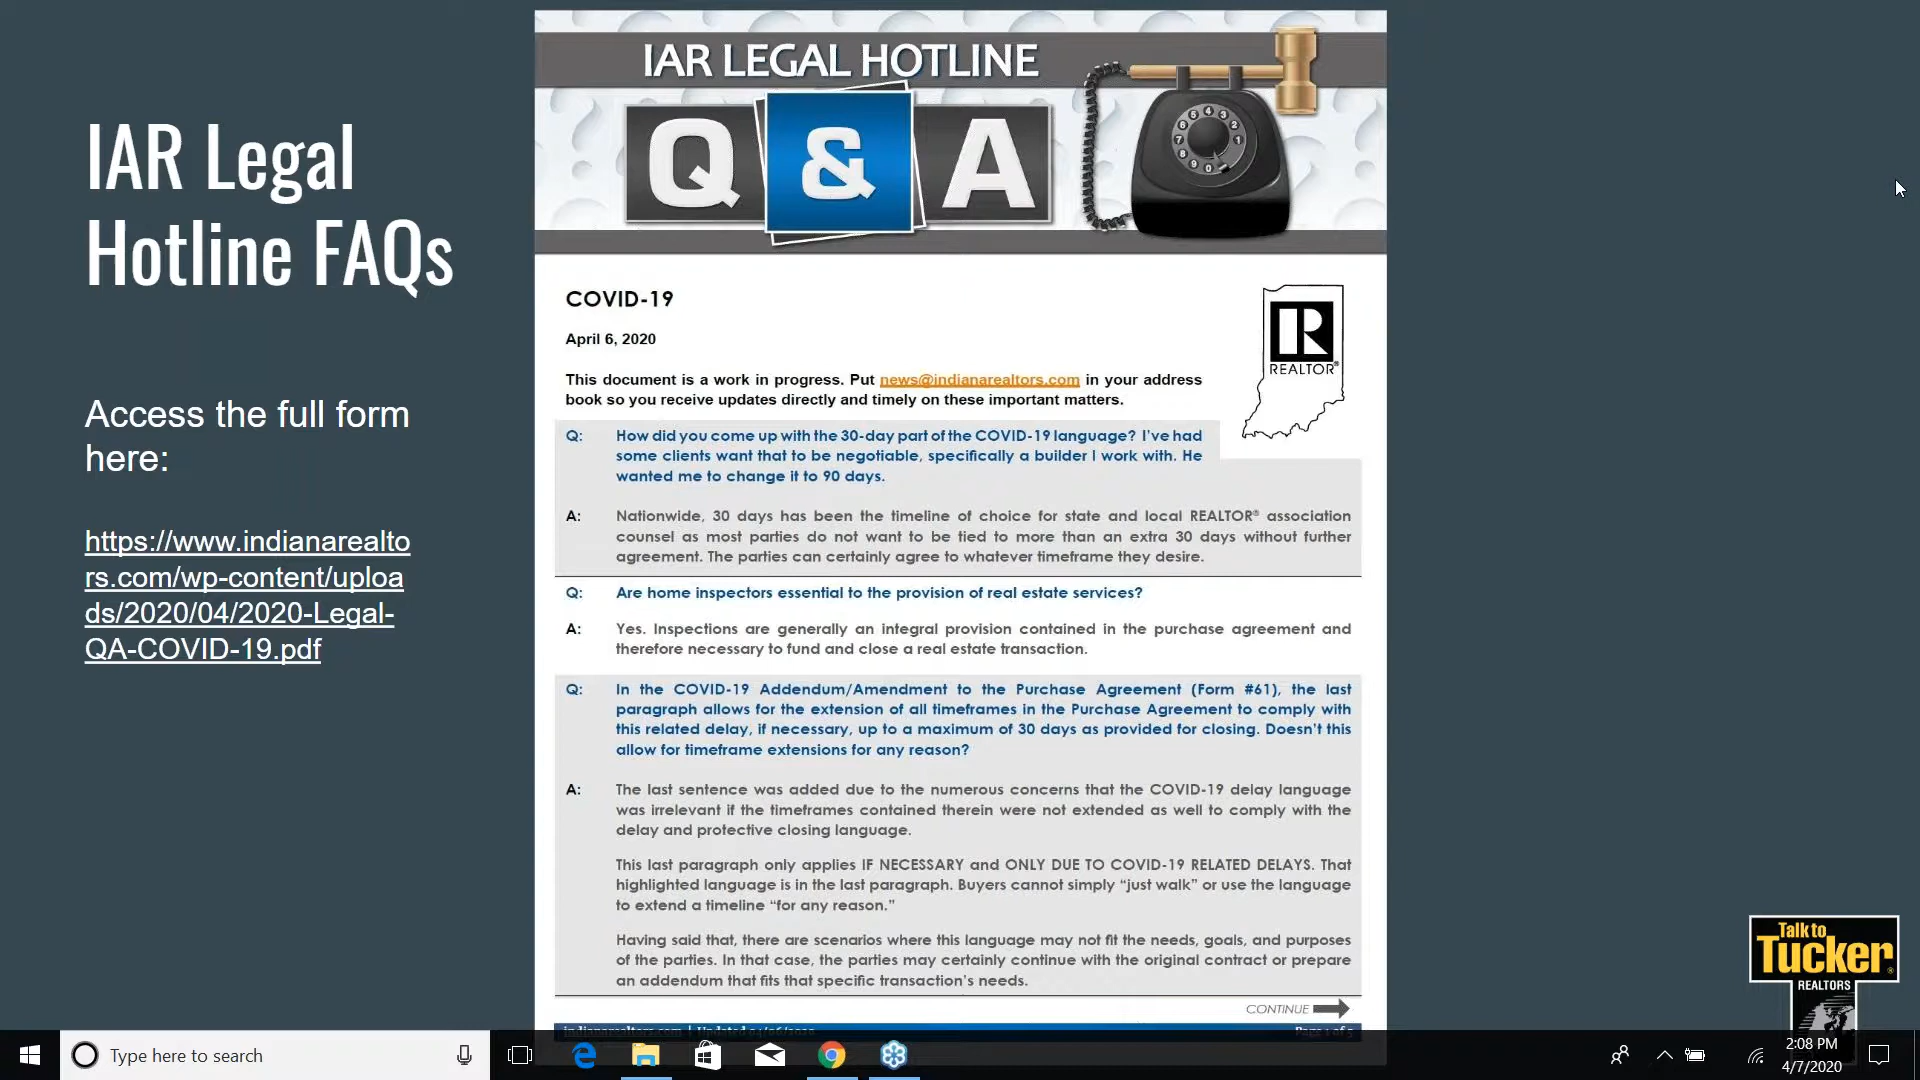 IAR Legal
Hotline FAQs
Access the full form
here:
https://www.indianarealto
rs.com/wp-content/uploa
ds/2020/04/2020-Legal-
QA-COVID-19.pdf
IAR LEGAL HOTLINE
Q & A
COVID-19
April 6, 2020
This document is a work in progress. Put news@indianarealtors.com in your address
book so you receive updates directly and timely on these important matters.
REALTOR®
Q: How did you come up with the 30-day part of the COVID-19 language? I've had
some clients want that to be negotiable, specifically a builder I work with. He
wanted me to change it to 90 days.
A: Nationwide, 30 days has been the timeline of choice for state and local REALTOR® association
counsel as most parties do not want to be tied to more than an extra 30 days without further
agreement. The parties can certainly agree to whatever timeframe they desire.
Q: Are home inspectors essential to the provision of real estate services?
A: Yes. Inspections are generally an integral provision contained in the purchase agreement and
therefore necessary to fund and close a real estate transaction.
Q: In the COVID-19 Addendum/Amendment to the Purchase Agreement (Form #61), the last
paragraph allows for the extension of all timeframes in the Purchase Agreement to comply with
this related delay, if necessary, up to a maximum of 30 days as provided for closing. Doesn't this
allow for timeframe extensions for any reason?
A: The last sentence was added due to the numerous concerns that the COVID-19 delay language
was irrelevant if the timeframes contained therein were not extended as well to comply with the
delay and protective closing language.
This last paragraph only applies IF NECESSARY and ONLY DUE TO COVID-19 RELATED DELAYS. That
highlighted language is in the last paragraph. Buyers cannot simply “just walk” or use the language
to extend a timeline “for any reason.”
Having said that, there are scenarios where this language may not fit the needs, goals, and purposes
of the parties. In that case, the parties may certainly continue with the original contract or prepare
an addendum that fits that specific transaction's needs.
CONTINUE
indianarealtors.com | Updated 04/06/2020 Page 1 of 5
Talk to
Tucker
REALTORS
Type here to search
2:08 PM
4/7/2020